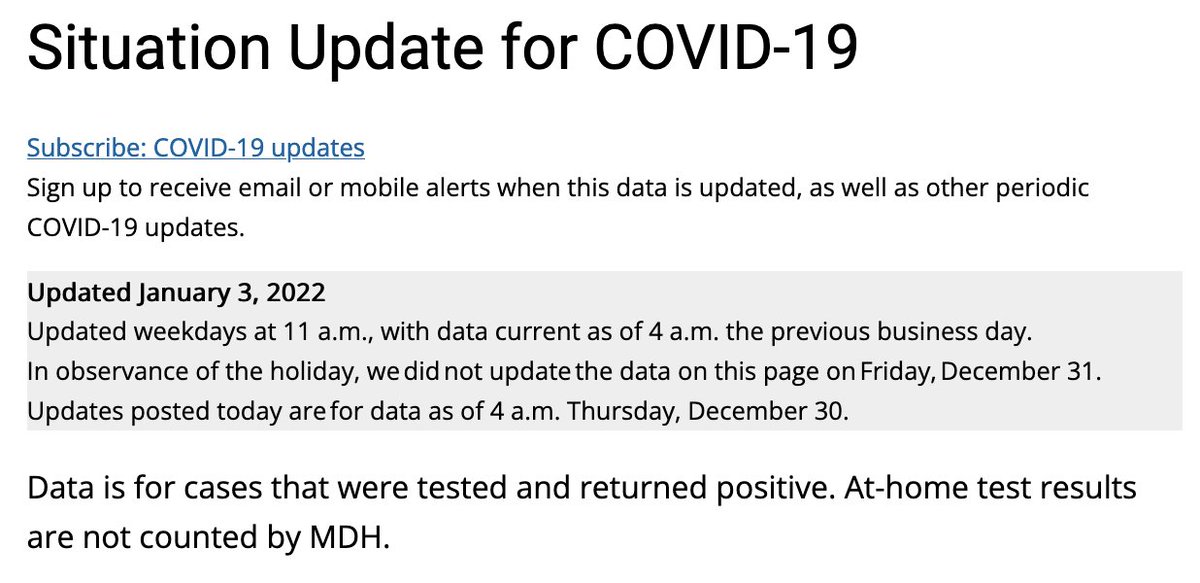 Situation Update for COVID-19
Subscribe: COVID-19 updates
Sign up to receive email or mobile alerts when this data is updated, as well as other periodic
COVID-19 updates.
Updated January 3, 2022
Updated weekdays at 11 a.m., with data current as of 4 a.m. the previous business day.
In observance of the holiday, we did not update the data on this page on Friday, December 31.
Updates posted today are for data as of 4 a.m. Thursday, December 30.
Data is for cases that were tested and returned positive. At-home test results
are not counted by MDH.